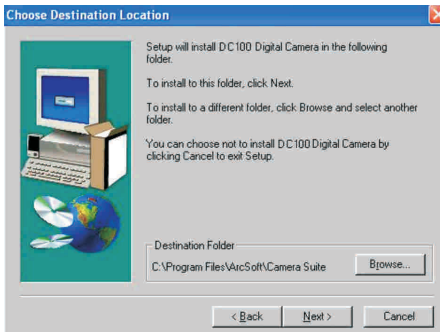 Choose Destination Location
Setup will install DC100 Digital Camera in the following
folder.
To install to this folder, click Next.
To install to a different folder, click Browse and select another
folder.
You can choose not to install DC100 Digital Camera by
clicking Cancel to exit Setup.
Destination Folder
C:\Program Files\ArcSoft\Camera Suite
Browse...
< Back
Next >
Cancel